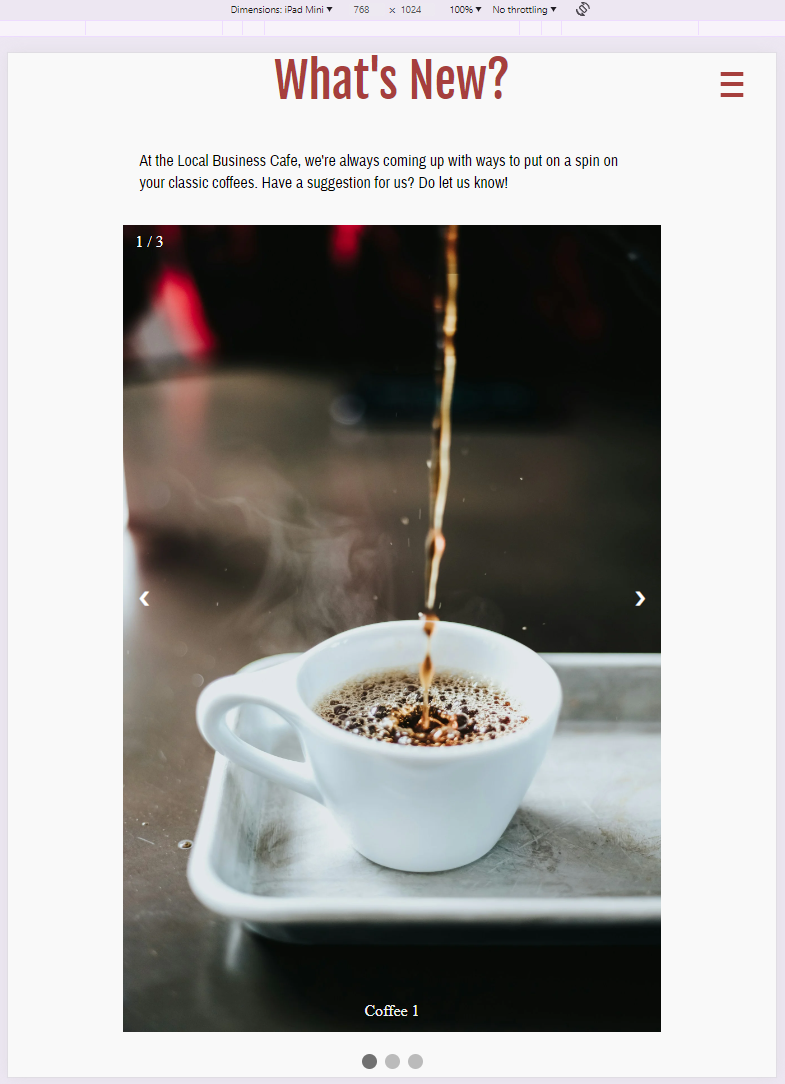 Dimensions: iPad Mini ▼ 768 × 1024 100% ▼ No throttling ▼
What's New?
At the Local Business Cafe, we're always coming up with ways to put on a spin on
your classic coffees. Have a suggestion for us? Do let us know!
1 / 3
❮ ❯
Coffee 1